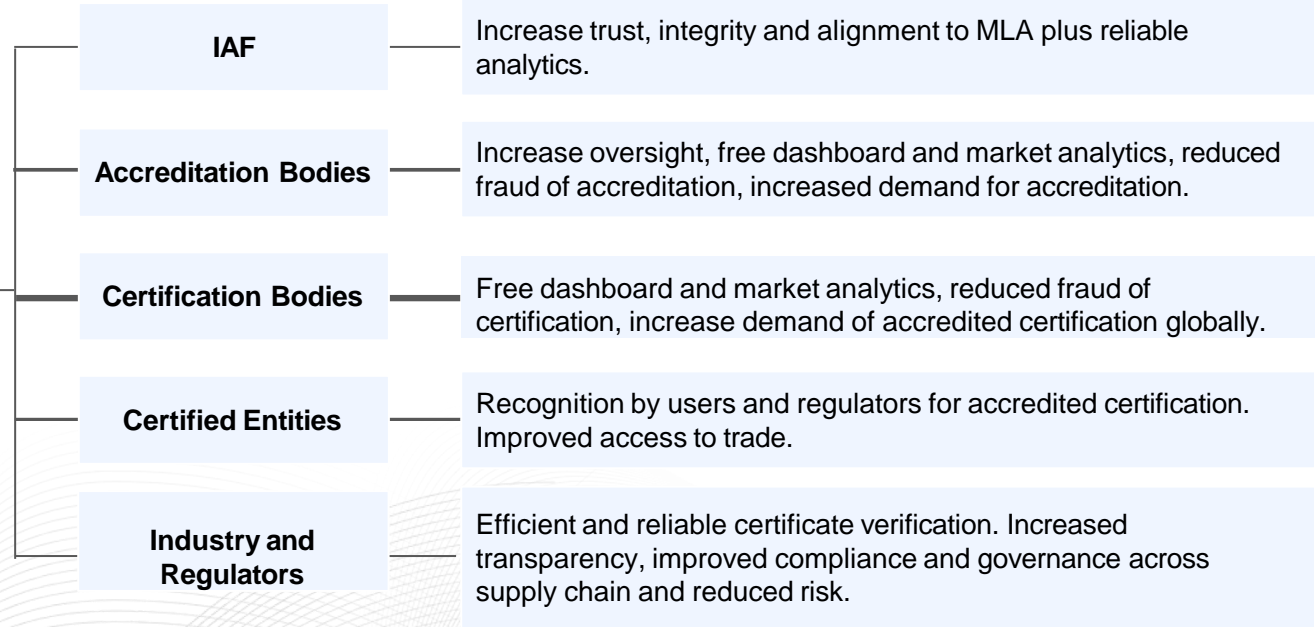 IAF
Increase trust, integrity and alignment to MLA plus reliable
analytics.
Accreditation Bodies
Increase oversight, free dashboard and market analytics, reduced
fraud of accreditation, increased demand for accreditation.
Certification Bodies
Free dashboard and market analytics, reduced fraud of
certification, increase demand of accredited certification globally.
Certified Entities
Recognition by users and regulators for accredited certification.
Improved access to trade.
Industry and
Regulators
Efficient and reliable certificate verification. Increased
transparency, improved compliance and governance across
supply chain and reduced risk.